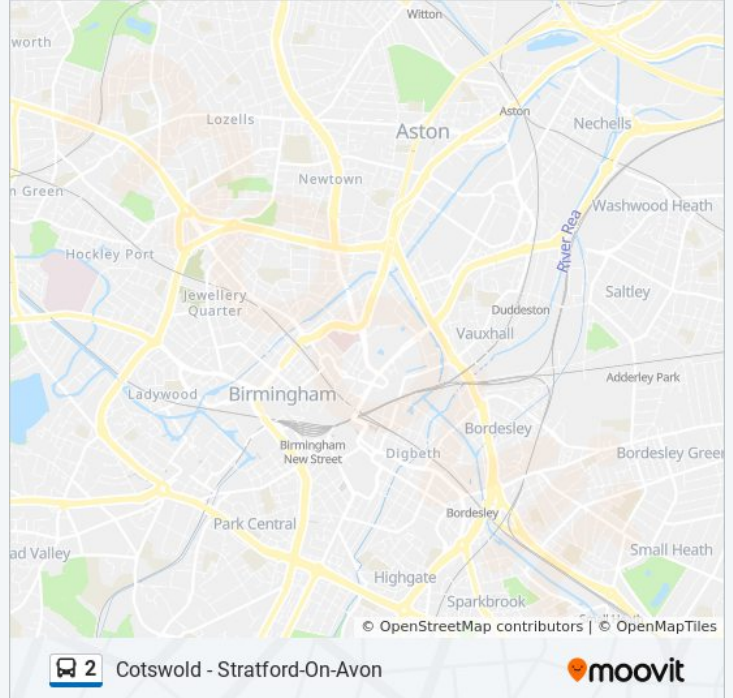 Witton
worth
Lozells
Aston
Aston
Nechells
Newtown
n Green
Washwood Heath
River Rea
Hockley Port
Saltley
Jewellery
Quarter
Duddeston
Vauxhall
Adderley Park
Ladywood
Birmingham
Bordesley
Birmingham
New Street
Digbeth
Bordesley Greer
Park Central
Bordesley
ad Valley
Small Heath
Highgate
Sparkbrook
© OpenStreetMap contributors | © OpenMapTiles
2 Cotswold - Stratford-On-Avon
moovit